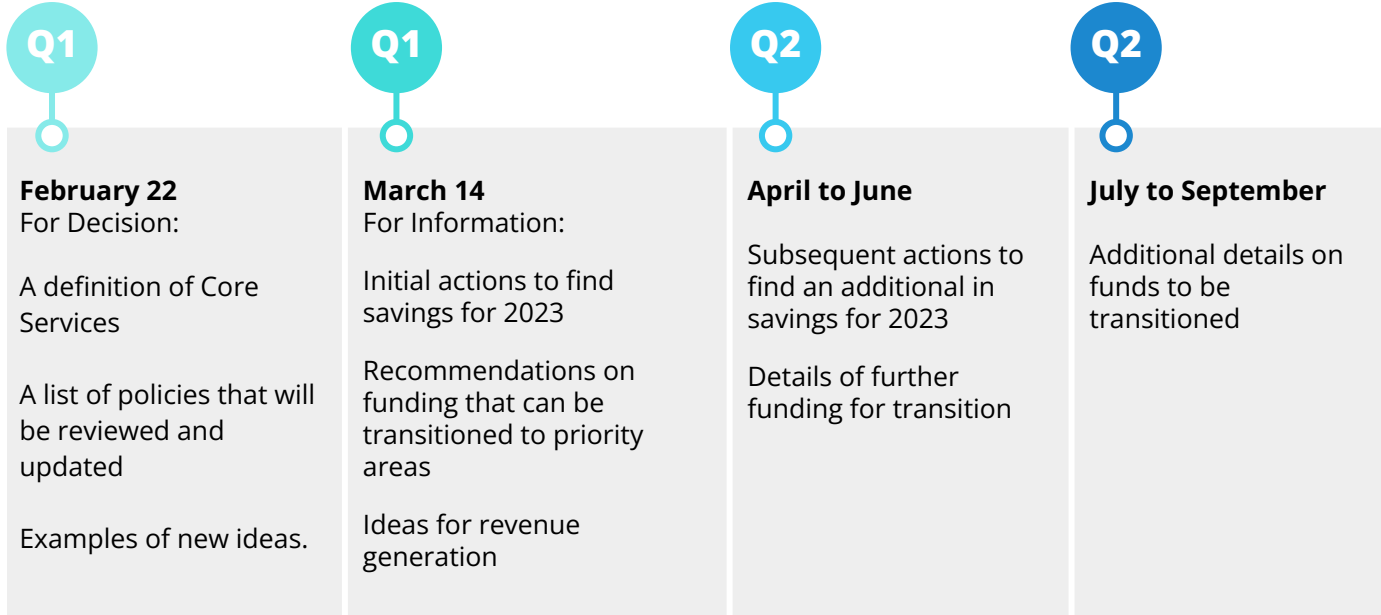 Q1
February 22
For Decision:
A definition of Core
Services
A list of policies that will
be reviewed and
updated
Examples of new ideas.
Q1
March 14
For Information:
Initial actions to find
savings for 2023
Recommendations on
funding that can be
transitioned to priority
areas
Ideas for revenue
generation
Q2
April to June
Subsequent actions to
find an additional in
savings for 2023
Details of further
funding for transition
Q2
July to September
Additional details on
funds to be
transitioned